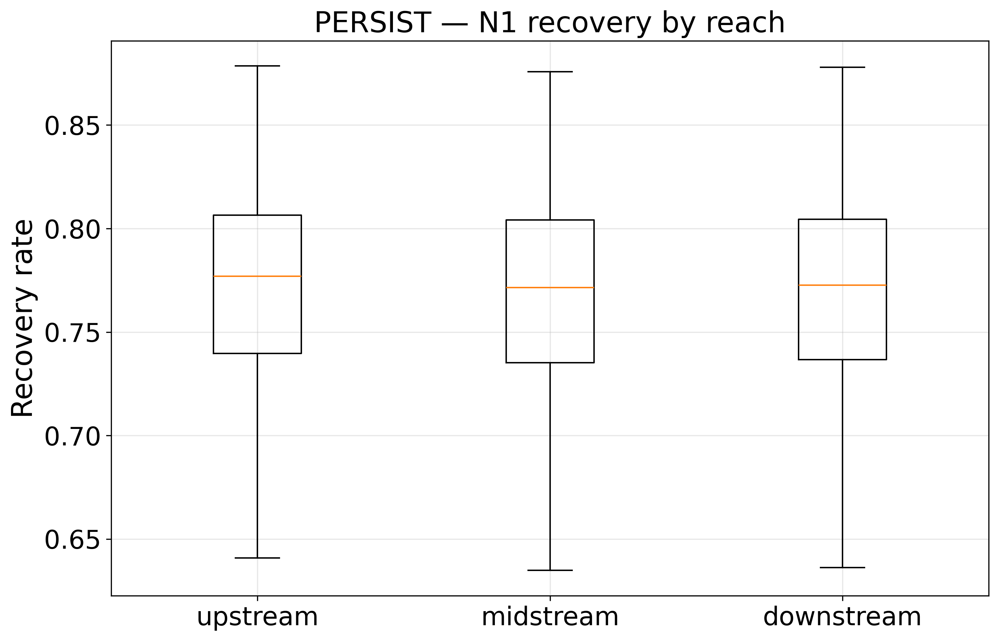 PERSIST — N1 recovery by reach
Recovery rate
0.85
0.80
0.75
0.70
0.65
upstream
midstream
downstream